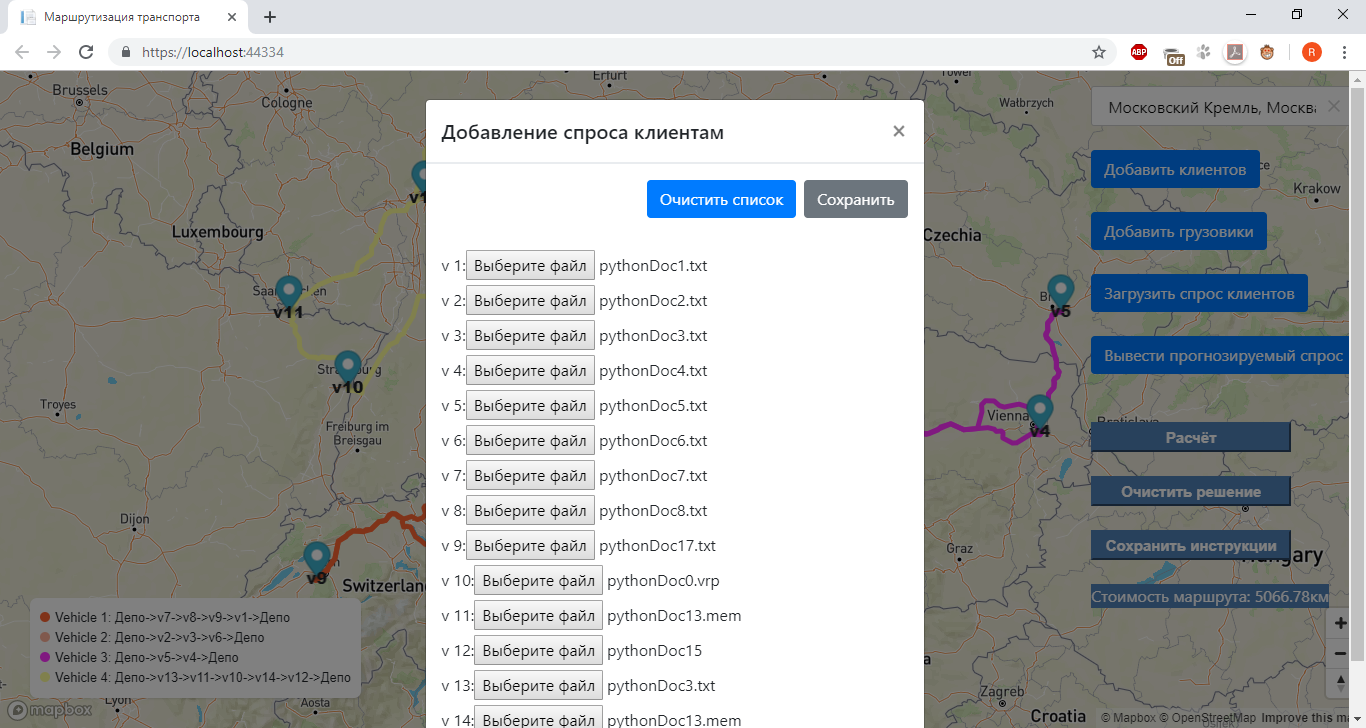 Маршрутизация транспорта
https://localhost:44334
ABP
Off
R
Erfurt
Tower
Brussels
Cologne
Wałbrzych
Belgium
Luxembourg
Krakow
Czechia
v11
v10
Troyes
Freiburg im
Breisgau
Vienna
v5
v4
Dijon
Graz
v9
Switzerland
Lyon
Aosta
Zagreb
Croatia
Добавление спроса клиентам
×
Очистить список
Сохранить
v 1: Выберите файл pythonDoc1.txt
v 2: Выберите файл pythonDoc2.txt
v 3: Выберите файл pythonDoc3.txt
v 4: Выберите файл pythonDoc4.txt
v 5: Выберите файл pythonDoc5.txt
v 6: Выберите файл pythonDoc6.txt
v 7: Выберите файл pythonDoc7.txt
v 8: Выберите файл pythonDoc8.txt
v 9: Выберите файл pythonDoc17.txt
v 10: Выберите файл pythonDoc0.vrp
v 11: Выберите файл pythonDoc13.mem
v 12: Выберите файл pythonDoc15
v 13: Выберите файл pythonDoc3.txt
v 14: Выберите файл pythonDoc13.mem
Московский Кремль, Москва
Добавить клиентов
Добавить грузовики
Загрузить спрос клиентов
Вывести прогнозируемый спрос
Расчёт
Очистить решение
Сохранить инструкции
Стоимость маршрута: 5066.78км
Vehicle 1: Депо->v7->v8->v9->v1->Депо
Vehicle 2: Депо->v2->v3->v6->Депо
Vehicle 3: Депо->v5->v4->Депо
Vehicle 4: Депо->v13->v11->v10->v14->v12->Депо
mapbox
© Mapbox © OpenStreetMap Improve this